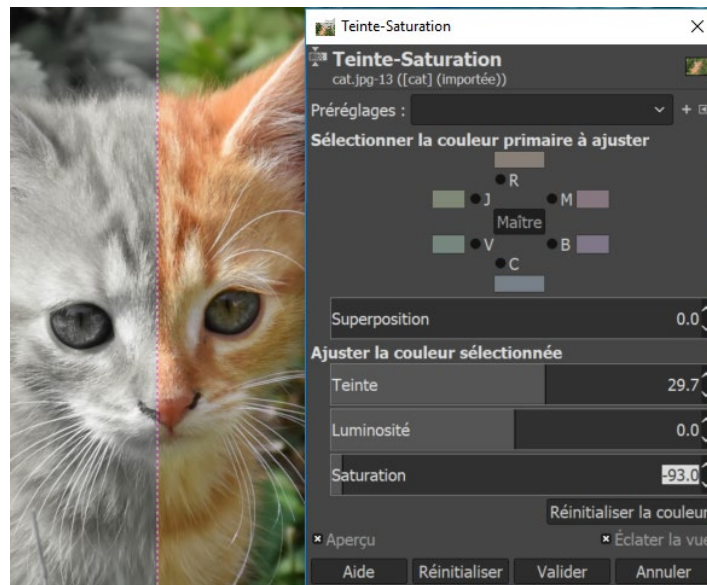 Teinte-Saturation
Teinte-Saturation
cat.jpg-13 ([cat] (importée))
Préréglages :
Sélectionner la couleur primaire à ajuster
R
J M
Maître
V B
C
Superposition 0.0
Ajuster la couleur sélectionnée
Teinte 29.7
Luminosité 0.0
Saturation -93.0
Réinitialiser la couleur
Aperçu Éclater la vue
Aide Réinitialiser Valider Annuler